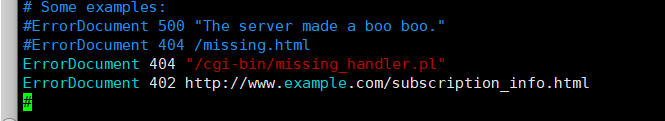 # Some examples:
#ErrorDocument 500 "The server made a boo boo."
#ErrorDocument 404 /missing.html
ErrorDocument 404 "/cgi-bin/missing_handler.pl"
ErrorDocument 402 http://www.example.com/subscription_info.html
#